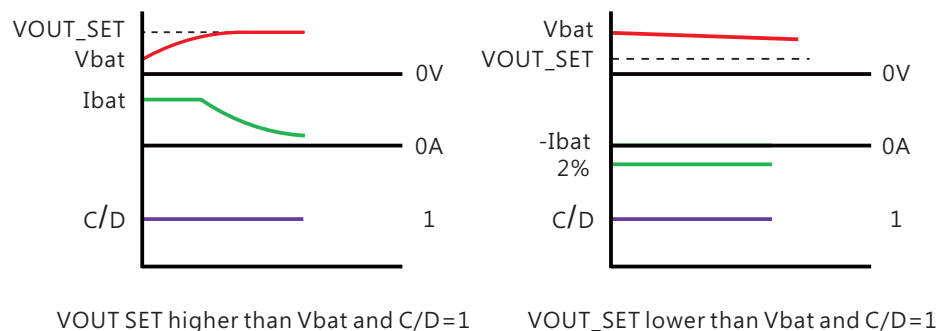 VOUT_SET
Vbat
0V
Ibat
0A
C/D
1
VOUT SET higher than Vbat and C/D=1
Vbat
VOUT_SET
0V
-Ibat
2%
0A
C/D
1
VOUT_SET lower than Vbat and C/D=1